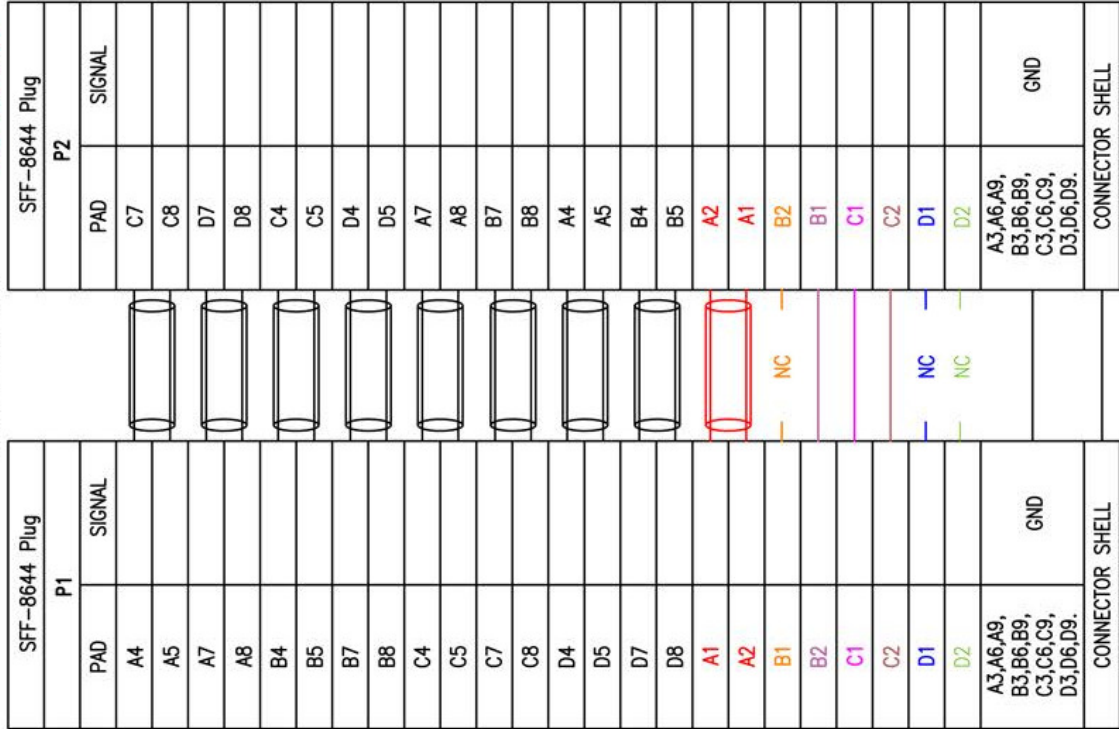 SFF-8644 Plug SFF-8644 Plug
P1 P2
PAD SIGNAL PAD SIGNAL
A4 C7
A5 C8
A7 D7
A8 D8
B4 C4
B5 C5
B7 D4
B8 D5
C4 A7
C5 A8
C7 B7
C8 B8
D4 A4
D5 A5
D7 B4
D8 B5
A1 A2
A2 A1
B1 NC B2
B2 B1
C1 C1
C2 C2
D1 NC D1
D2 NC D2
A3,A6,A9, A3,A6,A9,
B3,B6,B9, GND B3,B6,B9, GND
C3,C6,C9, C3,C6,C9,
D3,D6,D9. D3,D6,D9.
CONNECTOR SHELL CONNECTOR SHELL